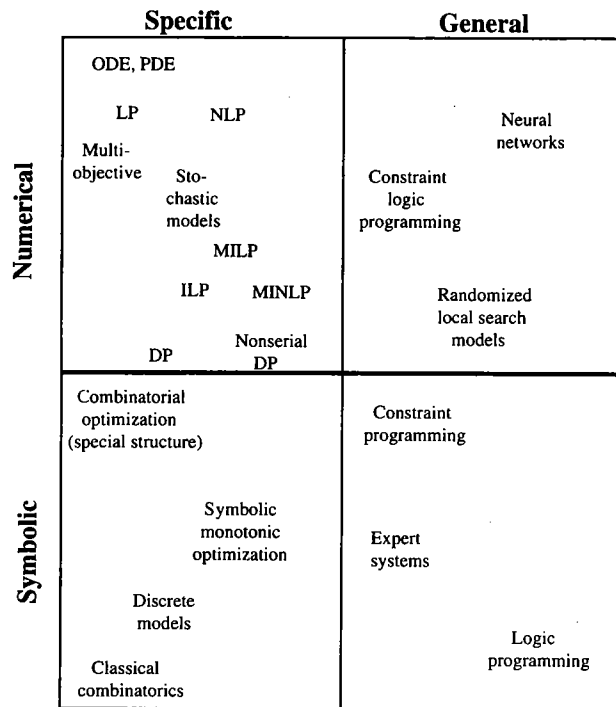 Specific
General
Numerical
ODE, PDE
LP
NLP
Multi-
objective
Sto-
chastic
models
MILP
ILP
MINLP
DP
Nonserial
DP
Neural
networks
Constraint
logic
programming
Randomized
local search
models
Symbolic
Combinatorial
optimization
(special structure)
Symbolic
monotonic
optimization
Discrete
models
Classical
combinatorics
Constraint
programming
Expert
systems
Logic
programming